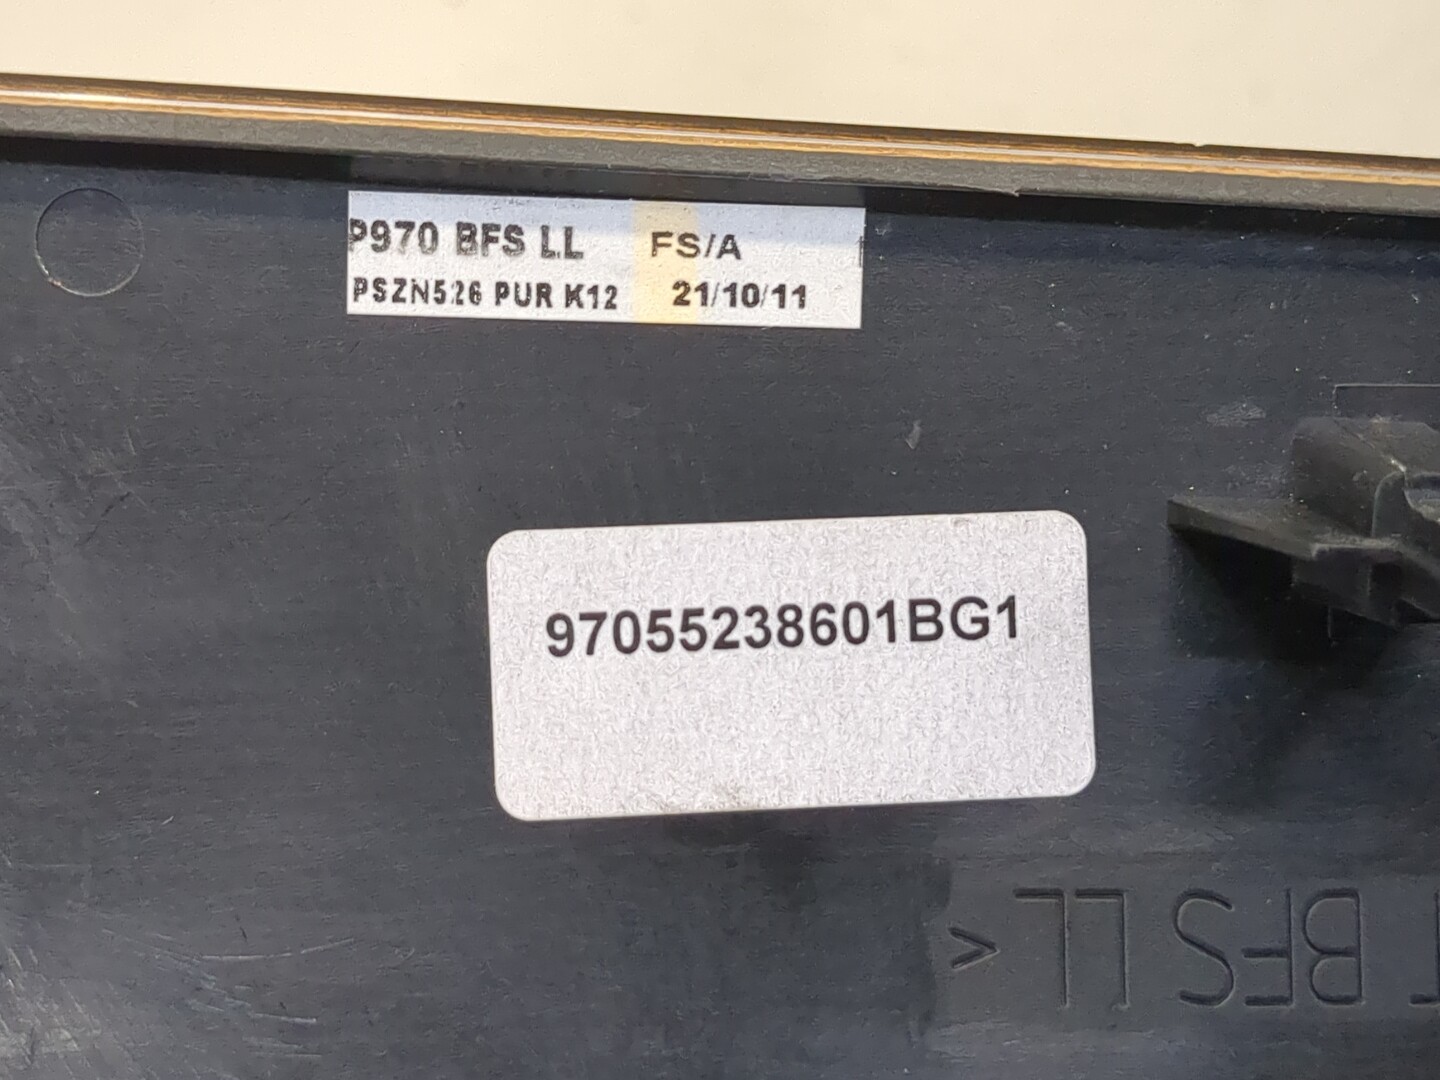 P970 BFS LL FS/A
PSZN526 PUR K12 21/10/11
97055238601BG1
BFS LL <